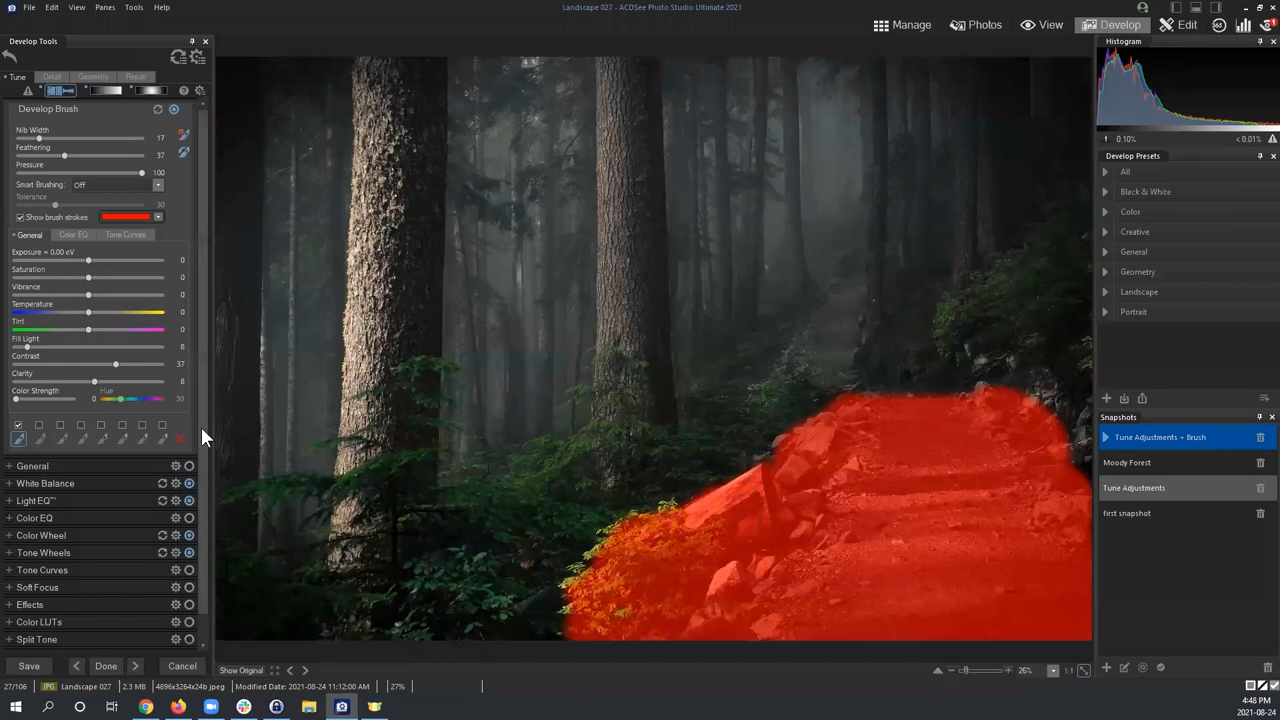 File Edit View Panes Tools Help
Landscape 027 - ACDSee Photo Studio Ultimate 2021
Manage Photos View Develop Edit
Develop Tools
Histogram
Tune Detail Geometry Repair
Develop Brush
Nib Width 17
Feathering 37
Pressure 100
Smart Brushing: Off
Tolerance 30
Show brush strokes
General Color EQ Tone Curves
Exposure = 0.00 eV 0
Saturation 0
Vibrance 0
Temperature 0
Tint 0
Fill Light 8
Contrast 37
Clarity 8
Color Strength 0 Hue 30
General
White Balance
Light EQ™
Color EQ
Color Wheel
Tone Wheels
Tone Curves
Soft Focus
Effects
Color LUTs
Split Tone
Save Done Cancel
0.10% < 0.01%
Develop Presets
All
Black & White
Color
Creative
General
Geometry
Landscape
Portrait
Snapshots
Tune Adjustments + Brush
Moody Forest
Tune Adjustments
first snapshot
Show Original 26% 1:1
27/106 JPG Landscape 027 2.3 MB 4896x3264x24b jpeg Modified Date: 2021-08-24 11:12:00 AM 27%
4:48 PM
2021-08-24